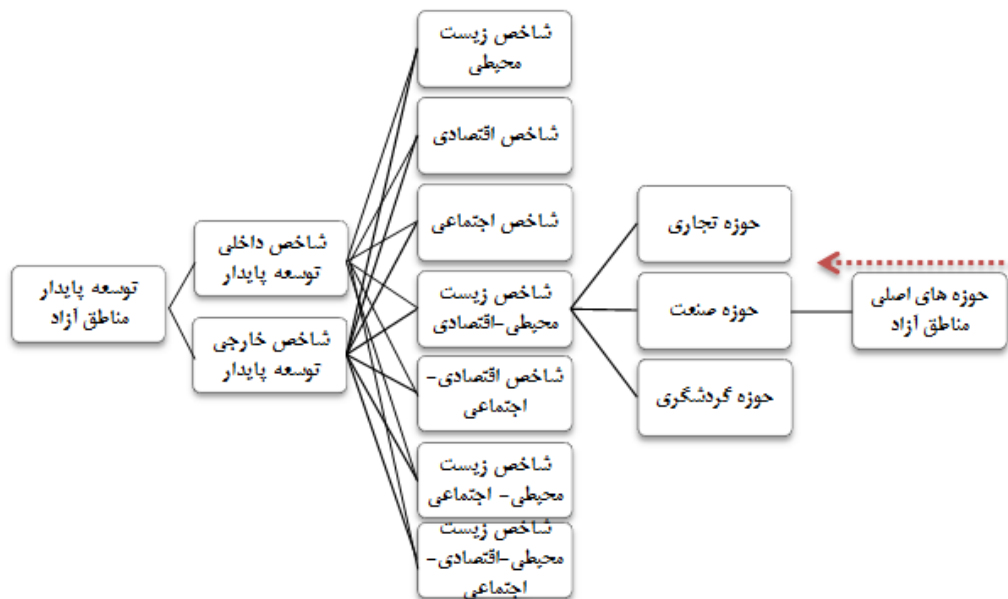 شاخص زیست
محیطی
شاخص اقتصادی
شاخص اجتماعی
شاخص زیست
محیطی-اقتصادی
شاخص اقتصادی-
اجتماعی
شاخص زیست
محیطی- اجتماعی
شاخص زیست
محیطی-اقتصادی-
اجتماعی
حوزه های اصلی
مناطق آزاد
حوزه تجاری
حوزه صنعت
حوزه گردشگری
شاخص داخلی
توسعه پایدار
شاخص خارجی
توسعه پایدار
توسعه پایدار
مناطق آزاد